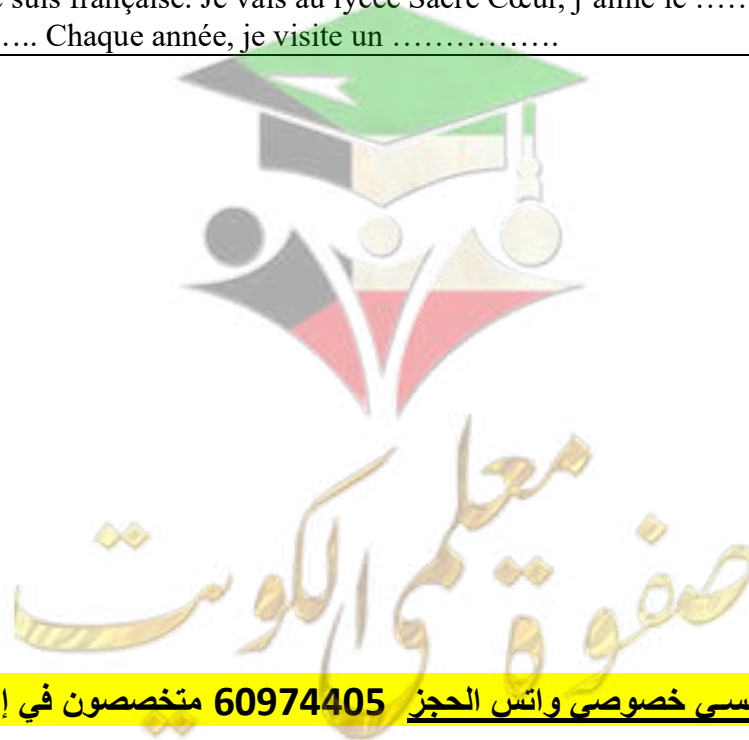 suis française. Je vais au lycée Sacré Cœur, j’aime le ……
…. Chaque année, je visite un …………….
صفوة معلمى الكويت
خصوصي واتس الحجز 60974405 متخصصون في